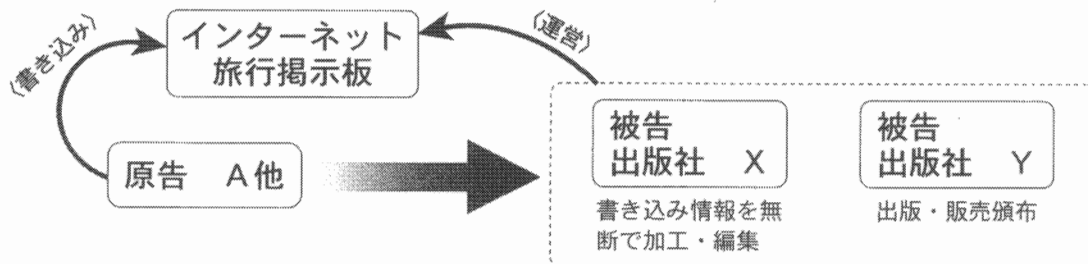 〈書き込み〉
インターネット
旅行掲示板
〈運営〉
原告　A他
被告
出版社　X
書き込み情報を無
断で加工・編集
被告
出版社　Y
出版・販売頒布